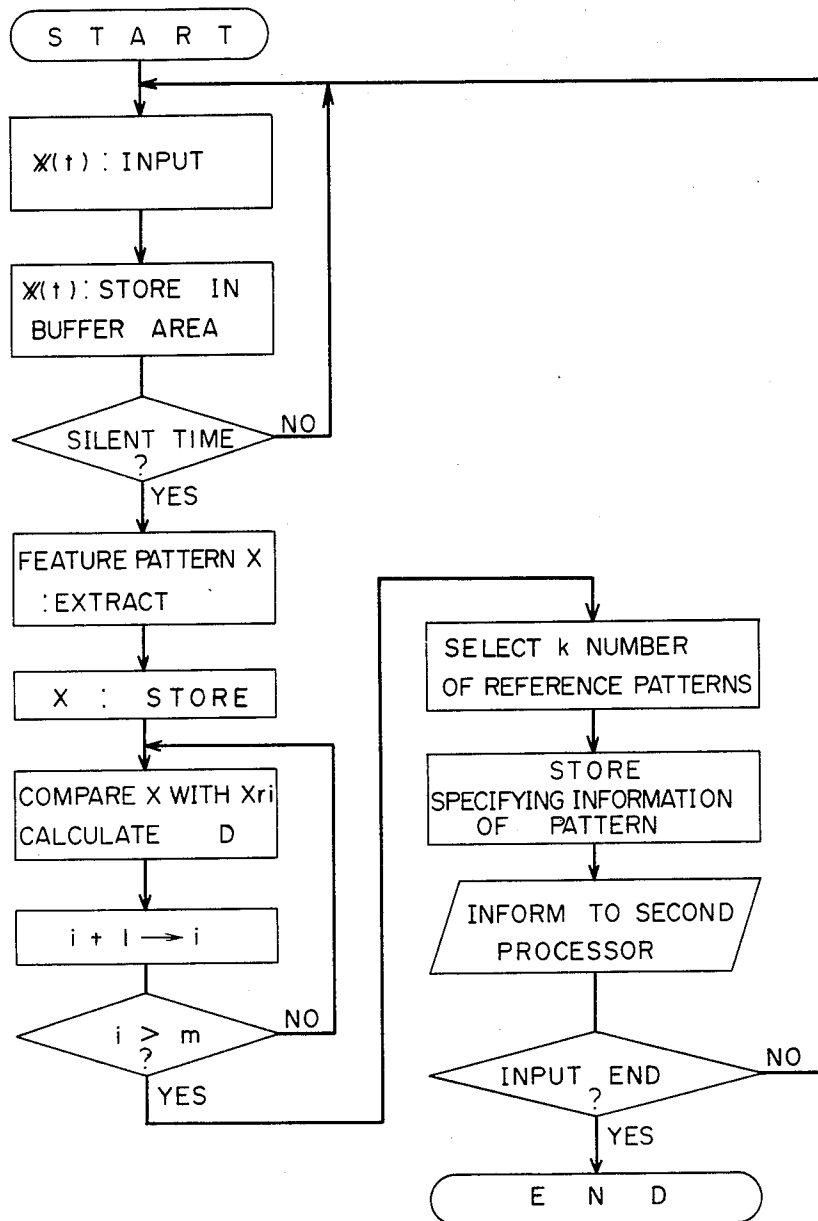 START
𝕏(t): INPUT
𝕏(t): STORE IN
BUFFER AREA
SILENT TIME
?
NO
YES
FEATURE PATTERN X
: EXTRACT
X : STORE
COMPARE X WITH Xri
CALCULATE D
i + 1 → i
i > m
?
NO
YES
SELECT k NUMBER
OF REFERENCE PATTERNS
STORE
SPECIFYING INFORMATION
OF PATTERN
INFORM TO SECOND
PROCESSOR
INPUT END
?
NO
YES
END